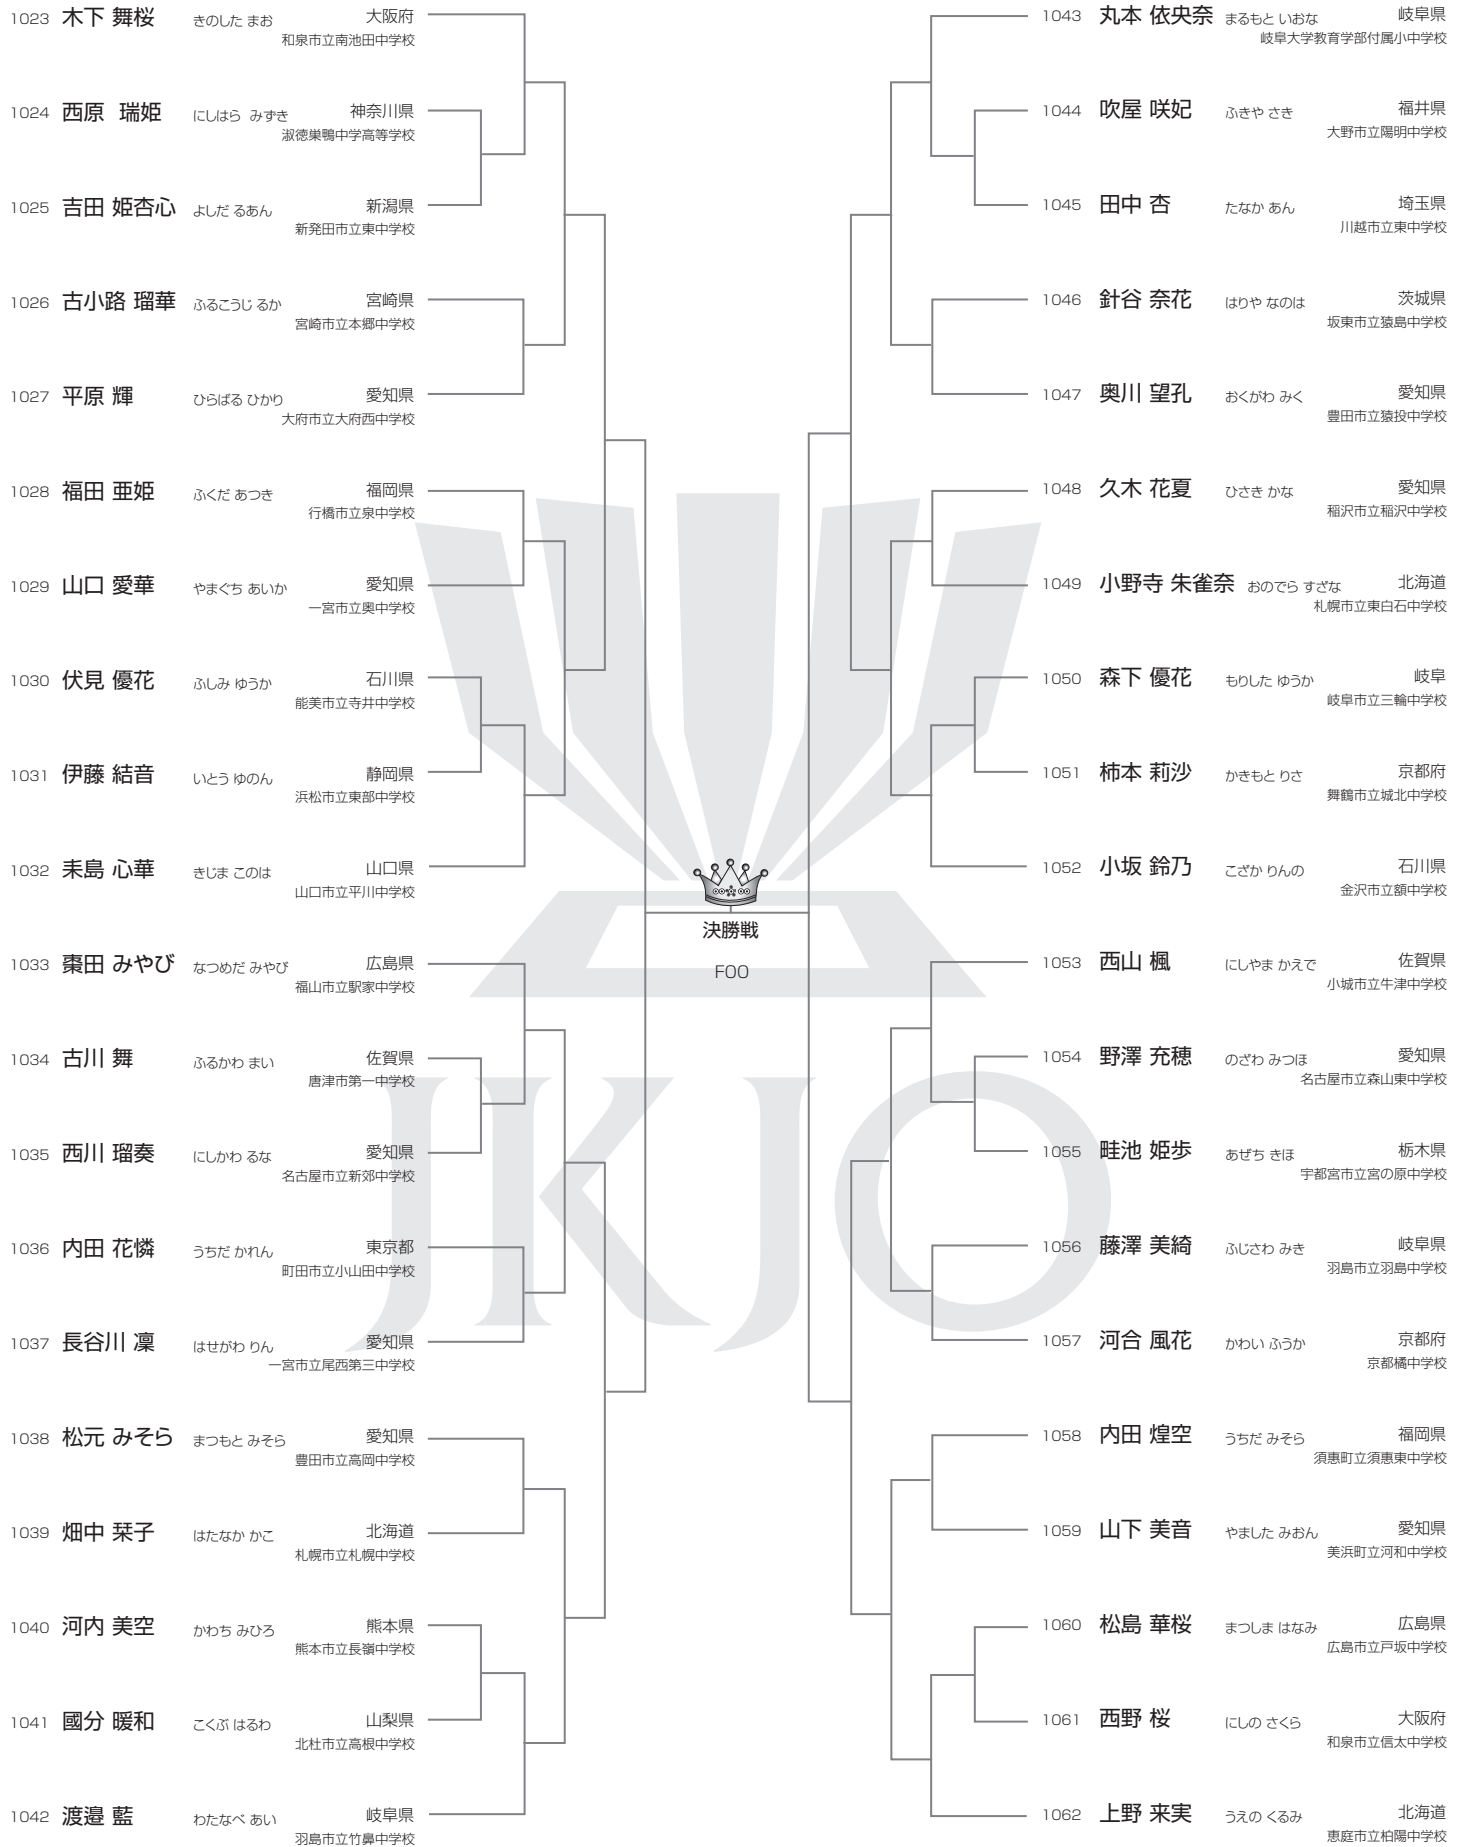 1023 木下 舞桜 きのした まお 大阪府
和泉市立南池田中学校
1024 西原 瑞姫 にしはら みずき 神奈川県
淑徳巣鴨中学高等学校
1025 吉田 姫杏心 よしだ るあん 新潟県
新発田市立東中学校
1026 古小路 瑠華 ふるこうじ るか 宮崎県
宮崎市立本郷中学校
1027 平原 輝 ひらばる ひかり 愛知県
大府市立大府西中学校
1028 福田 亜姫 ふくだ あつき 福岡県
行橋市立泉中学校
1029 山口 愛華 やまぐち あいか 愛知県
一宮市立奥中学校
1030 伏見 優花 ふしみ ゆうか 石川県
能美市立寺井中学校
1031 伊藤 結音 いとう ゆのん 静岡県
浜松市立東部中学校
1032 耒島 心華 きじま このは 山口県
山口市立平川中学校
1033 棗田 みやび なつめだ みやび 広島県
福山市立駅家中学校
1034 古川 舞 ふるかわ まい 佐賀県
唐津市第一中学校
1035 西川 瑠奏 にしかわ るな 愛知県
名古屋市立新郊中学校
1036 内田 花憐 うちだ かれん 東京都
町田市立小山田中学校
1037 長谷川 凜 はせがわ りん 愛知県
一宮市立尾西第三中学校
1038 松元 みそら まつもと みそら 愛知県
豊田市立高岡中学校
1039 畑中 栞子 はたなか かこ 北海道
札幌市立札幌中学校
1040 河内 美空 かわち みひろ 熊本県
熊本市立長嶺中学校
1041 國分 暖和 こくぶ はるわ 山梨県
北杜市立高根中学校
1042 渡邉 藍 わたなべ あい 岐阜県
羽島市立竹鼻中学校
決勝戦
F00
JKJO
1043 丸本 依央奈 まるもと いおな 岐阜県
岐阜大学教育学部付属小中学校
1044 吹屋 咲妃 ふきや さき 福井県
大野市立陽明中学校
1045 田中 杏 たなか あん 埼玉県
川越市立東中学校
1046 針谷 奈花 はりや なのは 茨城県
坂東市立猿島中学校
1047 奥川 望孔 おくがわ みく 愛知県
豊田市立猿投中学校
1048 久木 花夏 ひさき かな 愛知県
稲沢市立稲沢中学校
1049 小野寺 朱雀奈 おのでら すざな 北海道
札幌市立東白石中学校
1050 森下 優花 もりした ゆうか 岐阜
岐阜市立三輪中学校
1051 柿本 莉沙 かきもと りさ 京都府
舞鶴市立城北中学校
1052 小坂 鈴乃 こざか りんの 石川県
金沢市立額中学校
1053 西山 楓 にしやま かえで 佐賀県
小城市立牛津中学校
1054 野澤 充穂 のざわ みつほ 愛知県
名古屋市立森山東中学校
1055 畦池 姫歩 あぜち きほ 栃木県
宇都宮市立宮の原中学校
1056 藤澤 美綺 ふじさわ みき 岐阜県
羽島市立羽島中学校
1057 河合 風花 かわい ふうか 京都府
京都橘中学校
1058 内田 煌空 うちだ みそら 福岡県
須惠町立須惠東中学校
1059 山下 美音 やました みおん 愛知県
美浜町立河和中学校
1060 松島 華桜 まつしま はなみ 広島県
広島市立戸坂中学校
1061 西野 桜 にしの さくら 大阪府
和泉市立信太中学校
1062 上野 来実 うえの くるみ 北海道
恵庭市立柏陽中学校